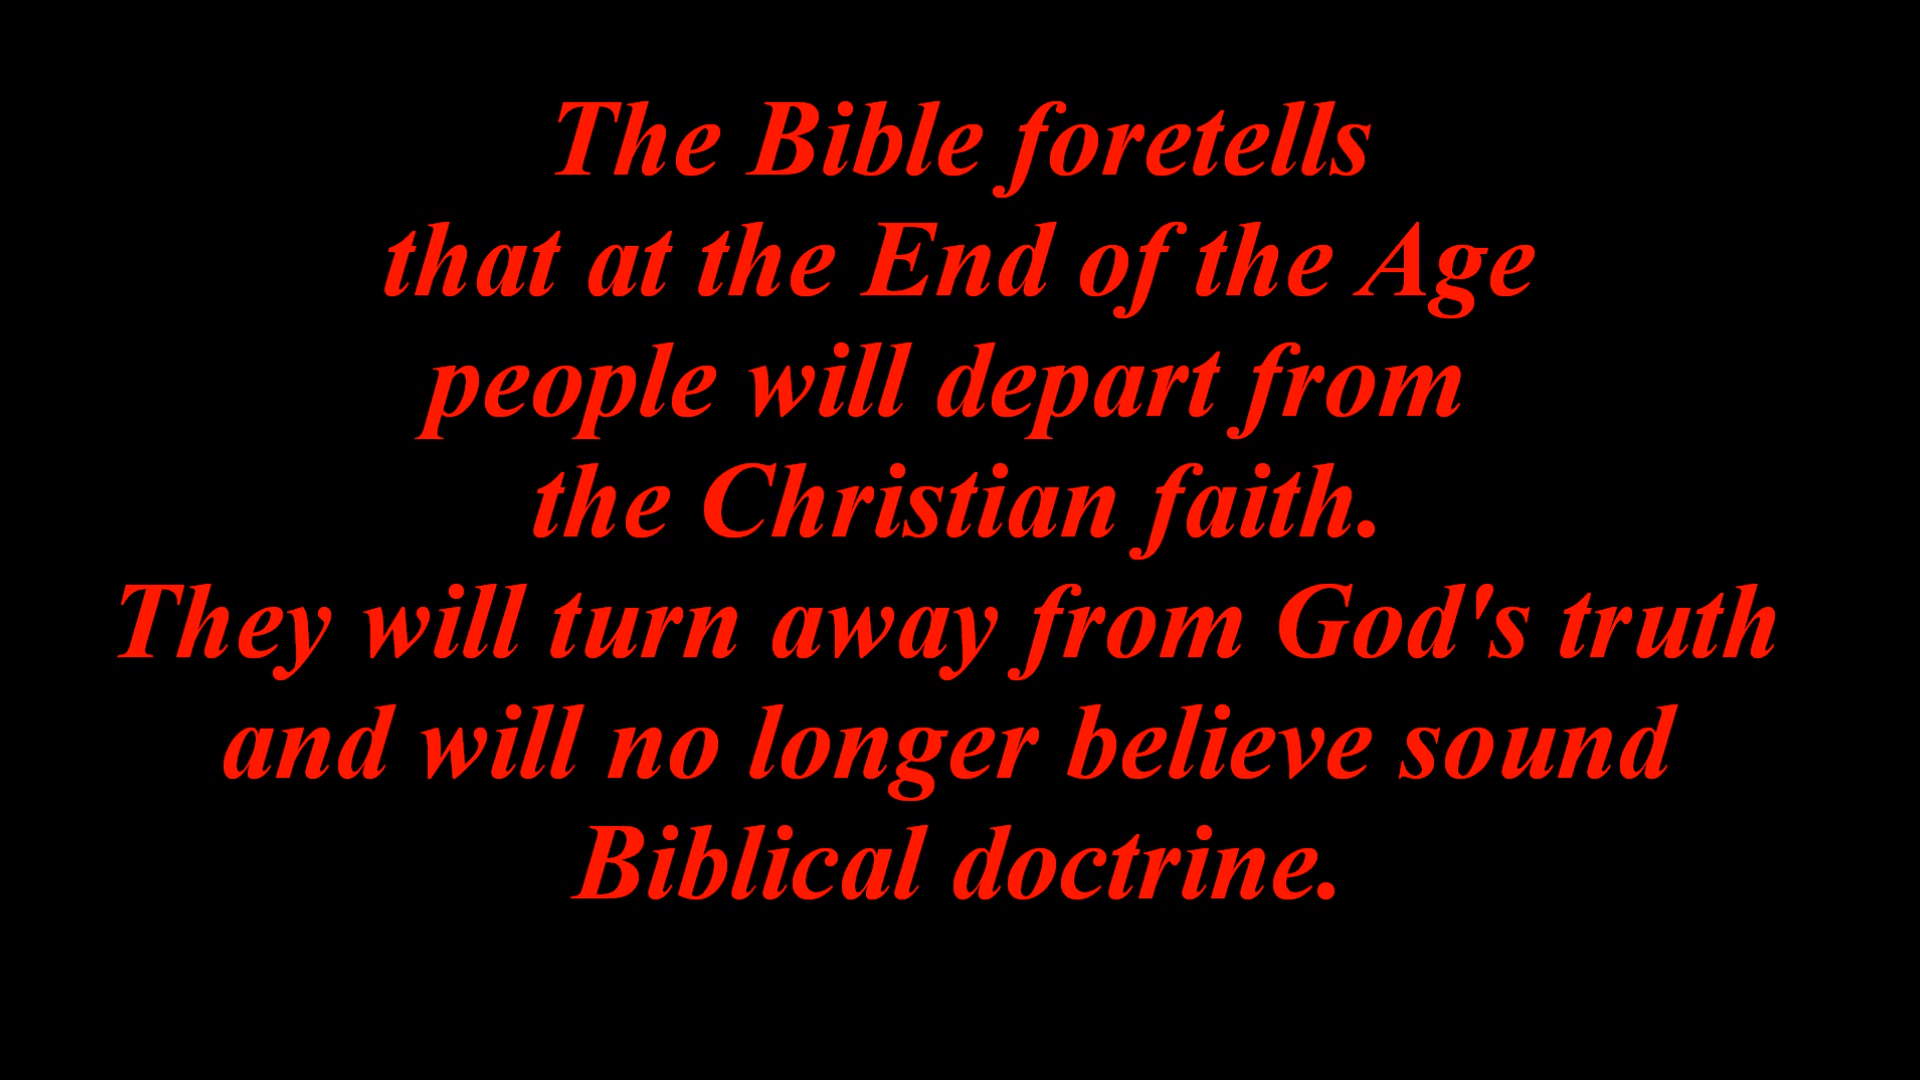 The Bible foretells
that at the End of the Age
people will depart from
the Christian faith.
They will turn away from God's truth
and will no longer believe sound
Biblical doctrine.